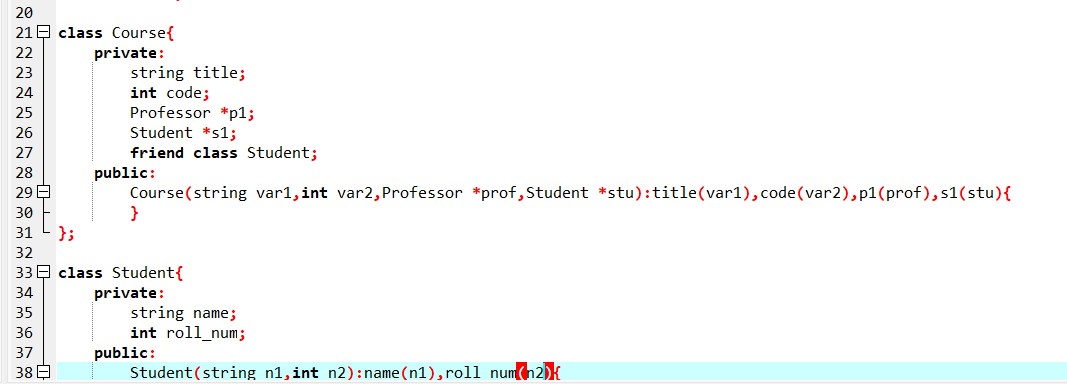 20
21 class Course{
22 private:
23 string title;
24 int code;
25 Professor *p1;
26 Student *s1;
27 friend class Student;
28 public:
29 Course(string var1,int var2,Professor *prof,Student *stu):title(var1),code(var2),p1(prof),s1(stu){
30 }
31 };
32
33 class Student{
34 private:
35 string name;
36 int roll_num;
37 public:
38 Student(string n1,int n2):name(n1),roll_num(n2){